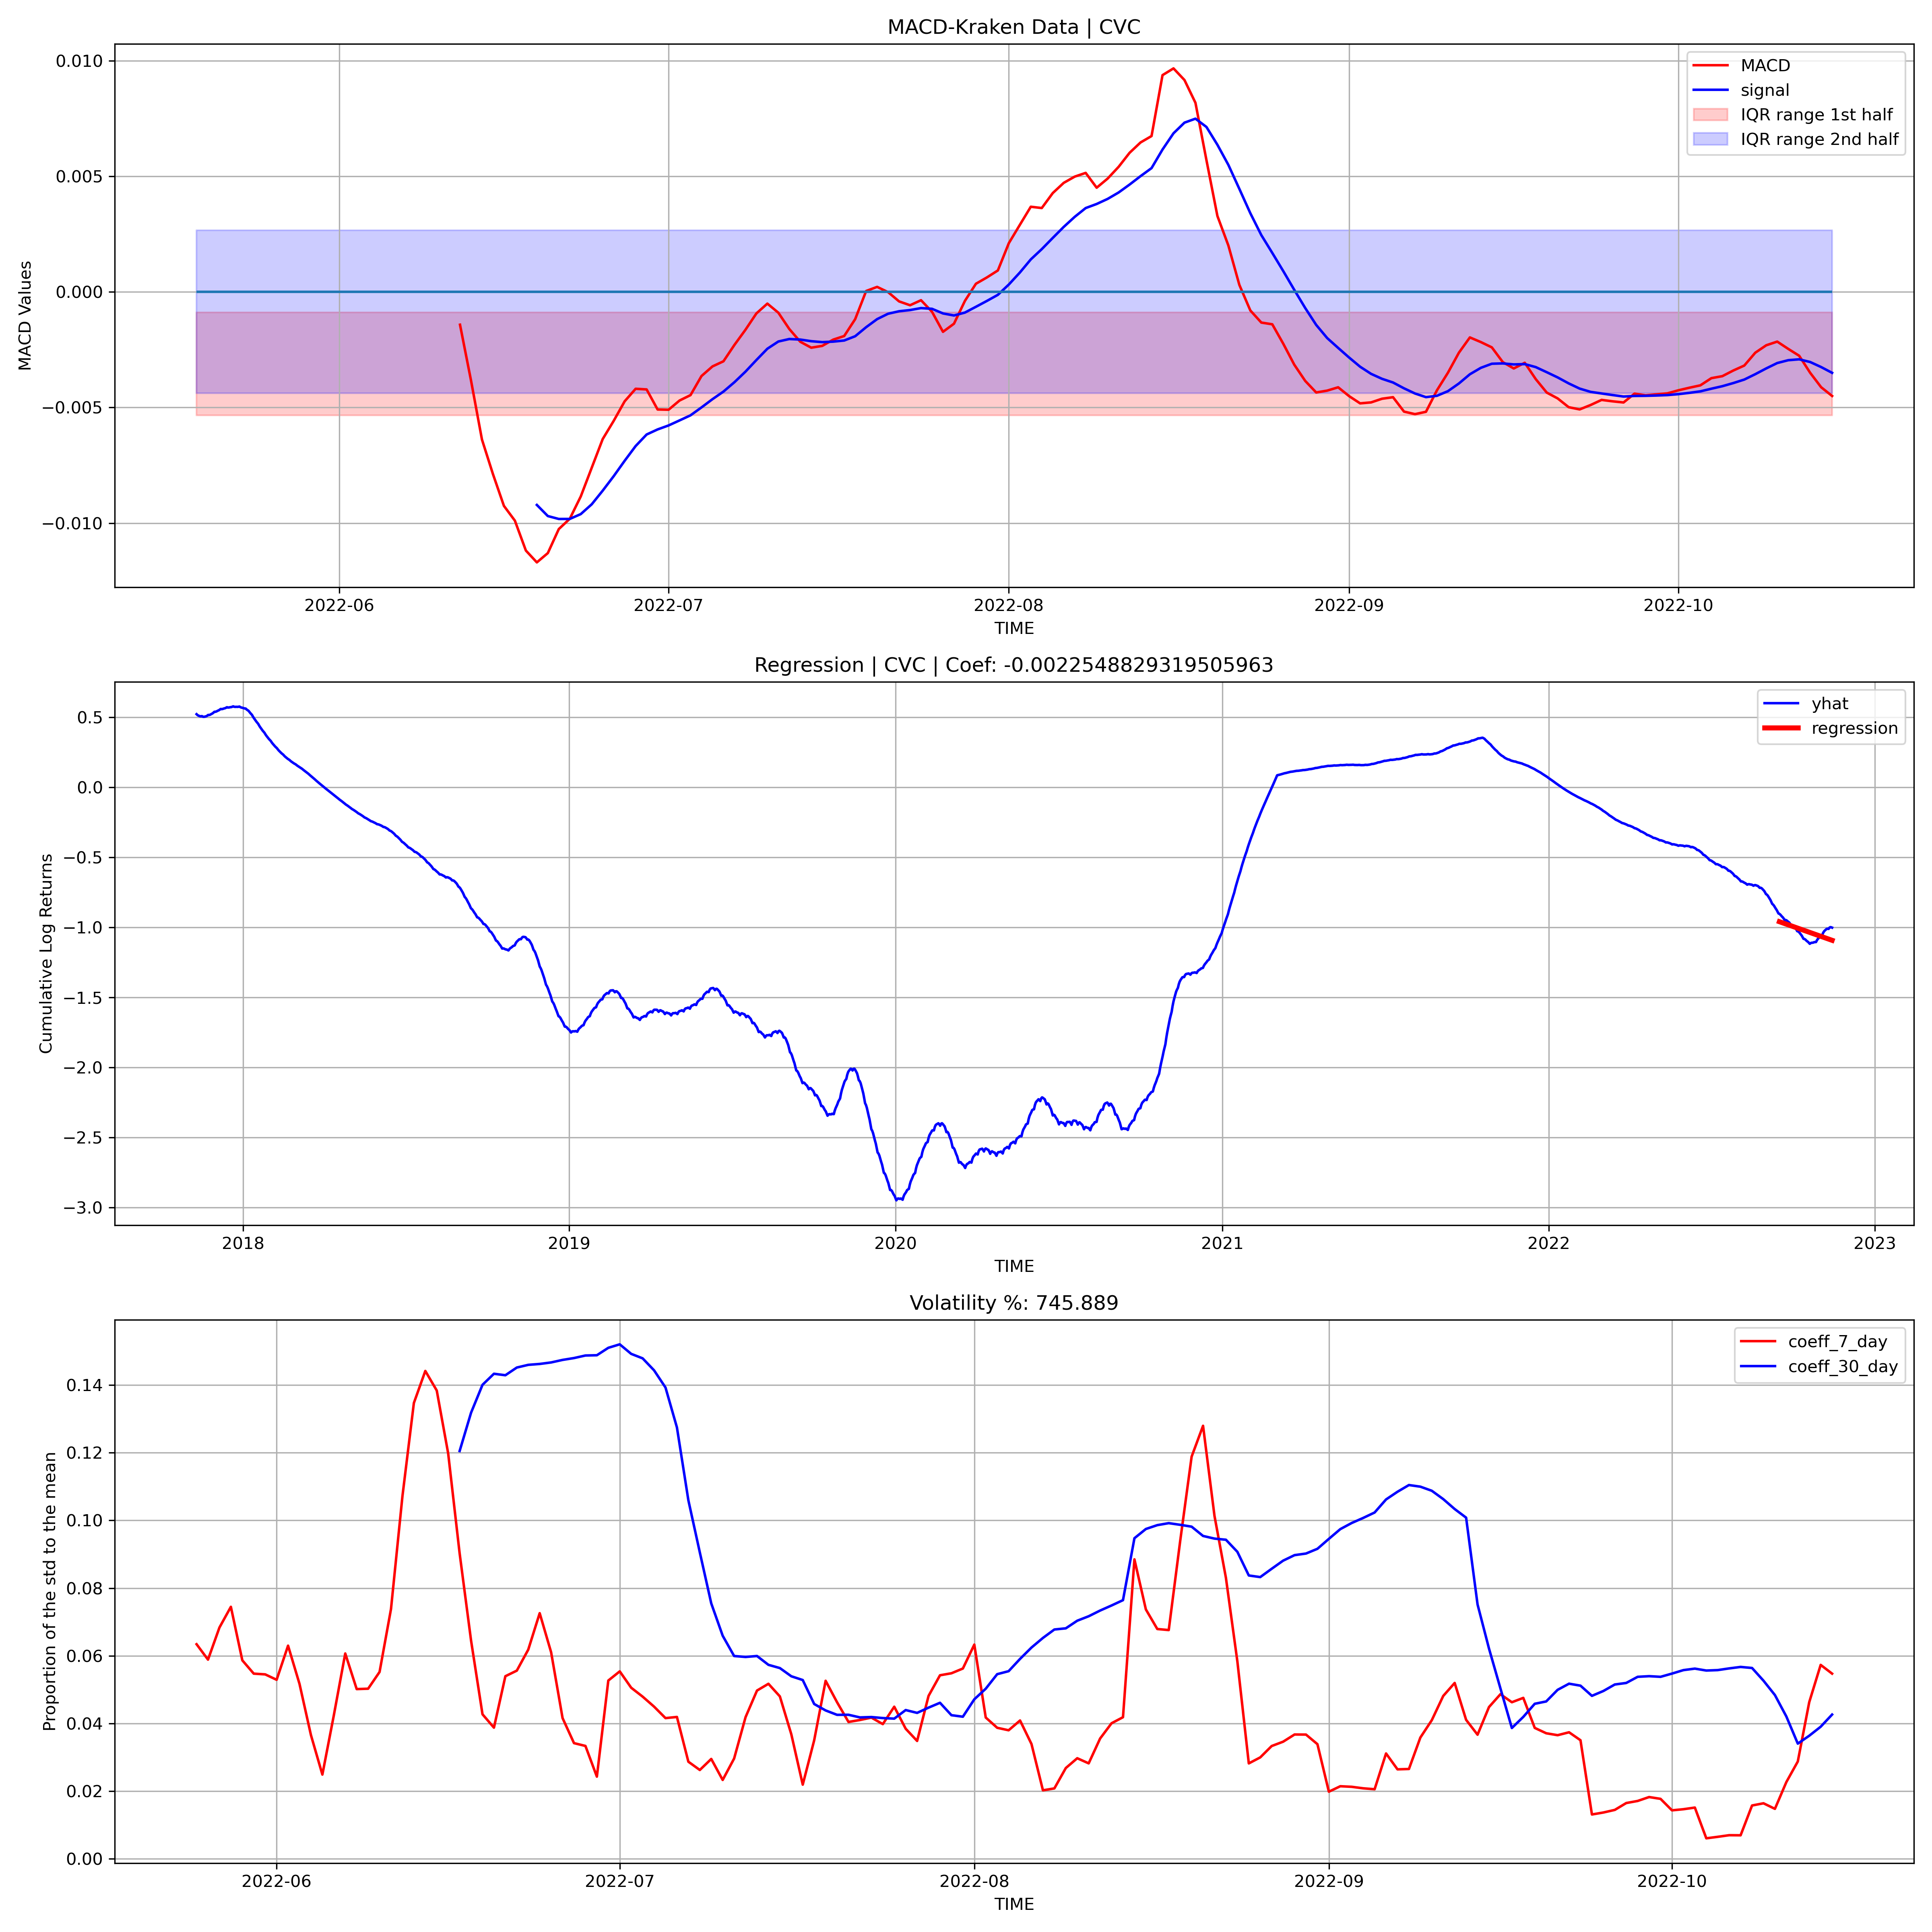 MACD-Kraken Data | CVC
MACD Values
0.010
0.005
0.000
−0.005
−0.010
MACD
signal
IQR range 1st half
IQR range 2nd half
2022-06
2022-07
2022-08
2022-09
2022-10
TIME
Regression | CVC | Coef: -0.0022548829319505963
Cumulative Log Returns
0.5
0.0
−0.5
−1.0
−1.5
−2.0
−2.5
−3.0
yhat
regression
2018
2019
2020
2021
2022
2023
TIME
Volatility %: 745.889
Proportion of the std to the mean
0.14
0.12
0.10
0.08
0.06
0.04
0.02
0.00
coeff_7_day
coeff_30_day
2022-06
2022-07
2022-08
2022-09
2022-10
TIME